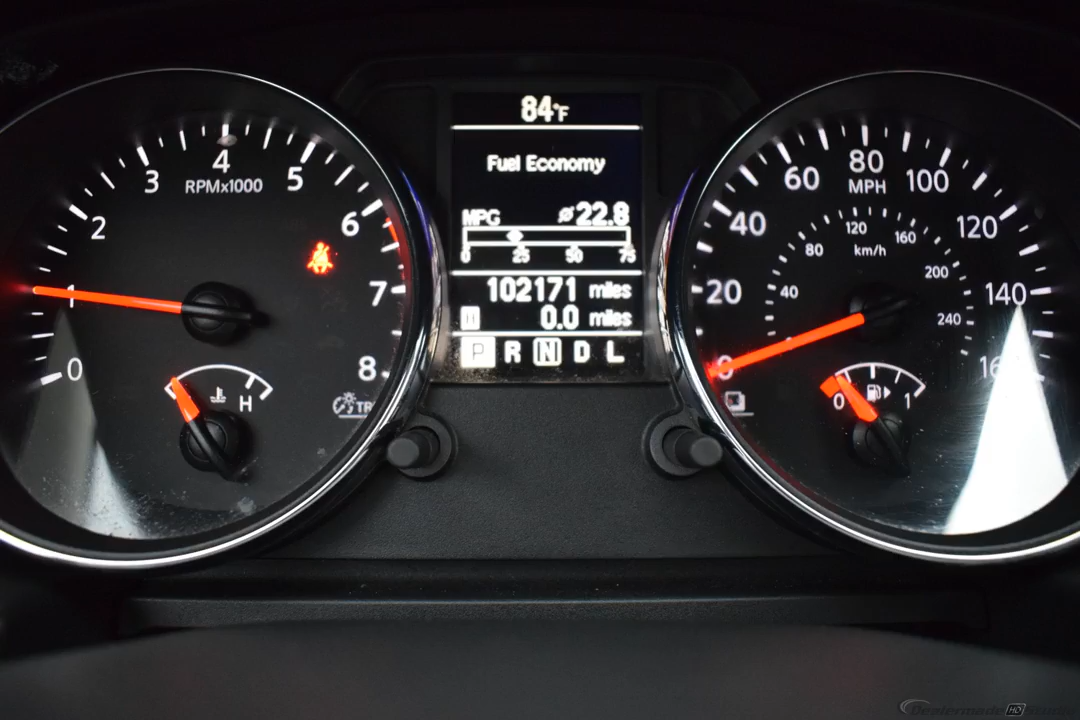 84°F
Fuel Economy
MPG ⌀22.8
0 25 50 75
102171 miles
0.0 miles
P R N D L
0 1 2 3 4 5 6 7 8
RPMx1000
H
0 20 40 60 80 100 120 140
MPH
40 80 120 160 200 240
km/h
0 1